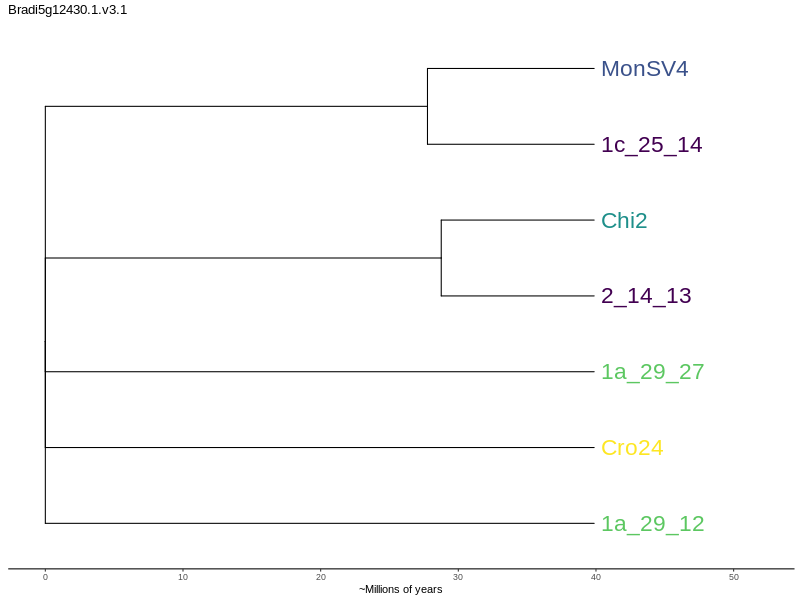 Bradi5g12430.1.v3.1
MonSV4
1c_25_14
Chi2
2_14_13
1a_29_27
Cro24
1a_29_12
0 10 20 30 40 50
~Millions of years